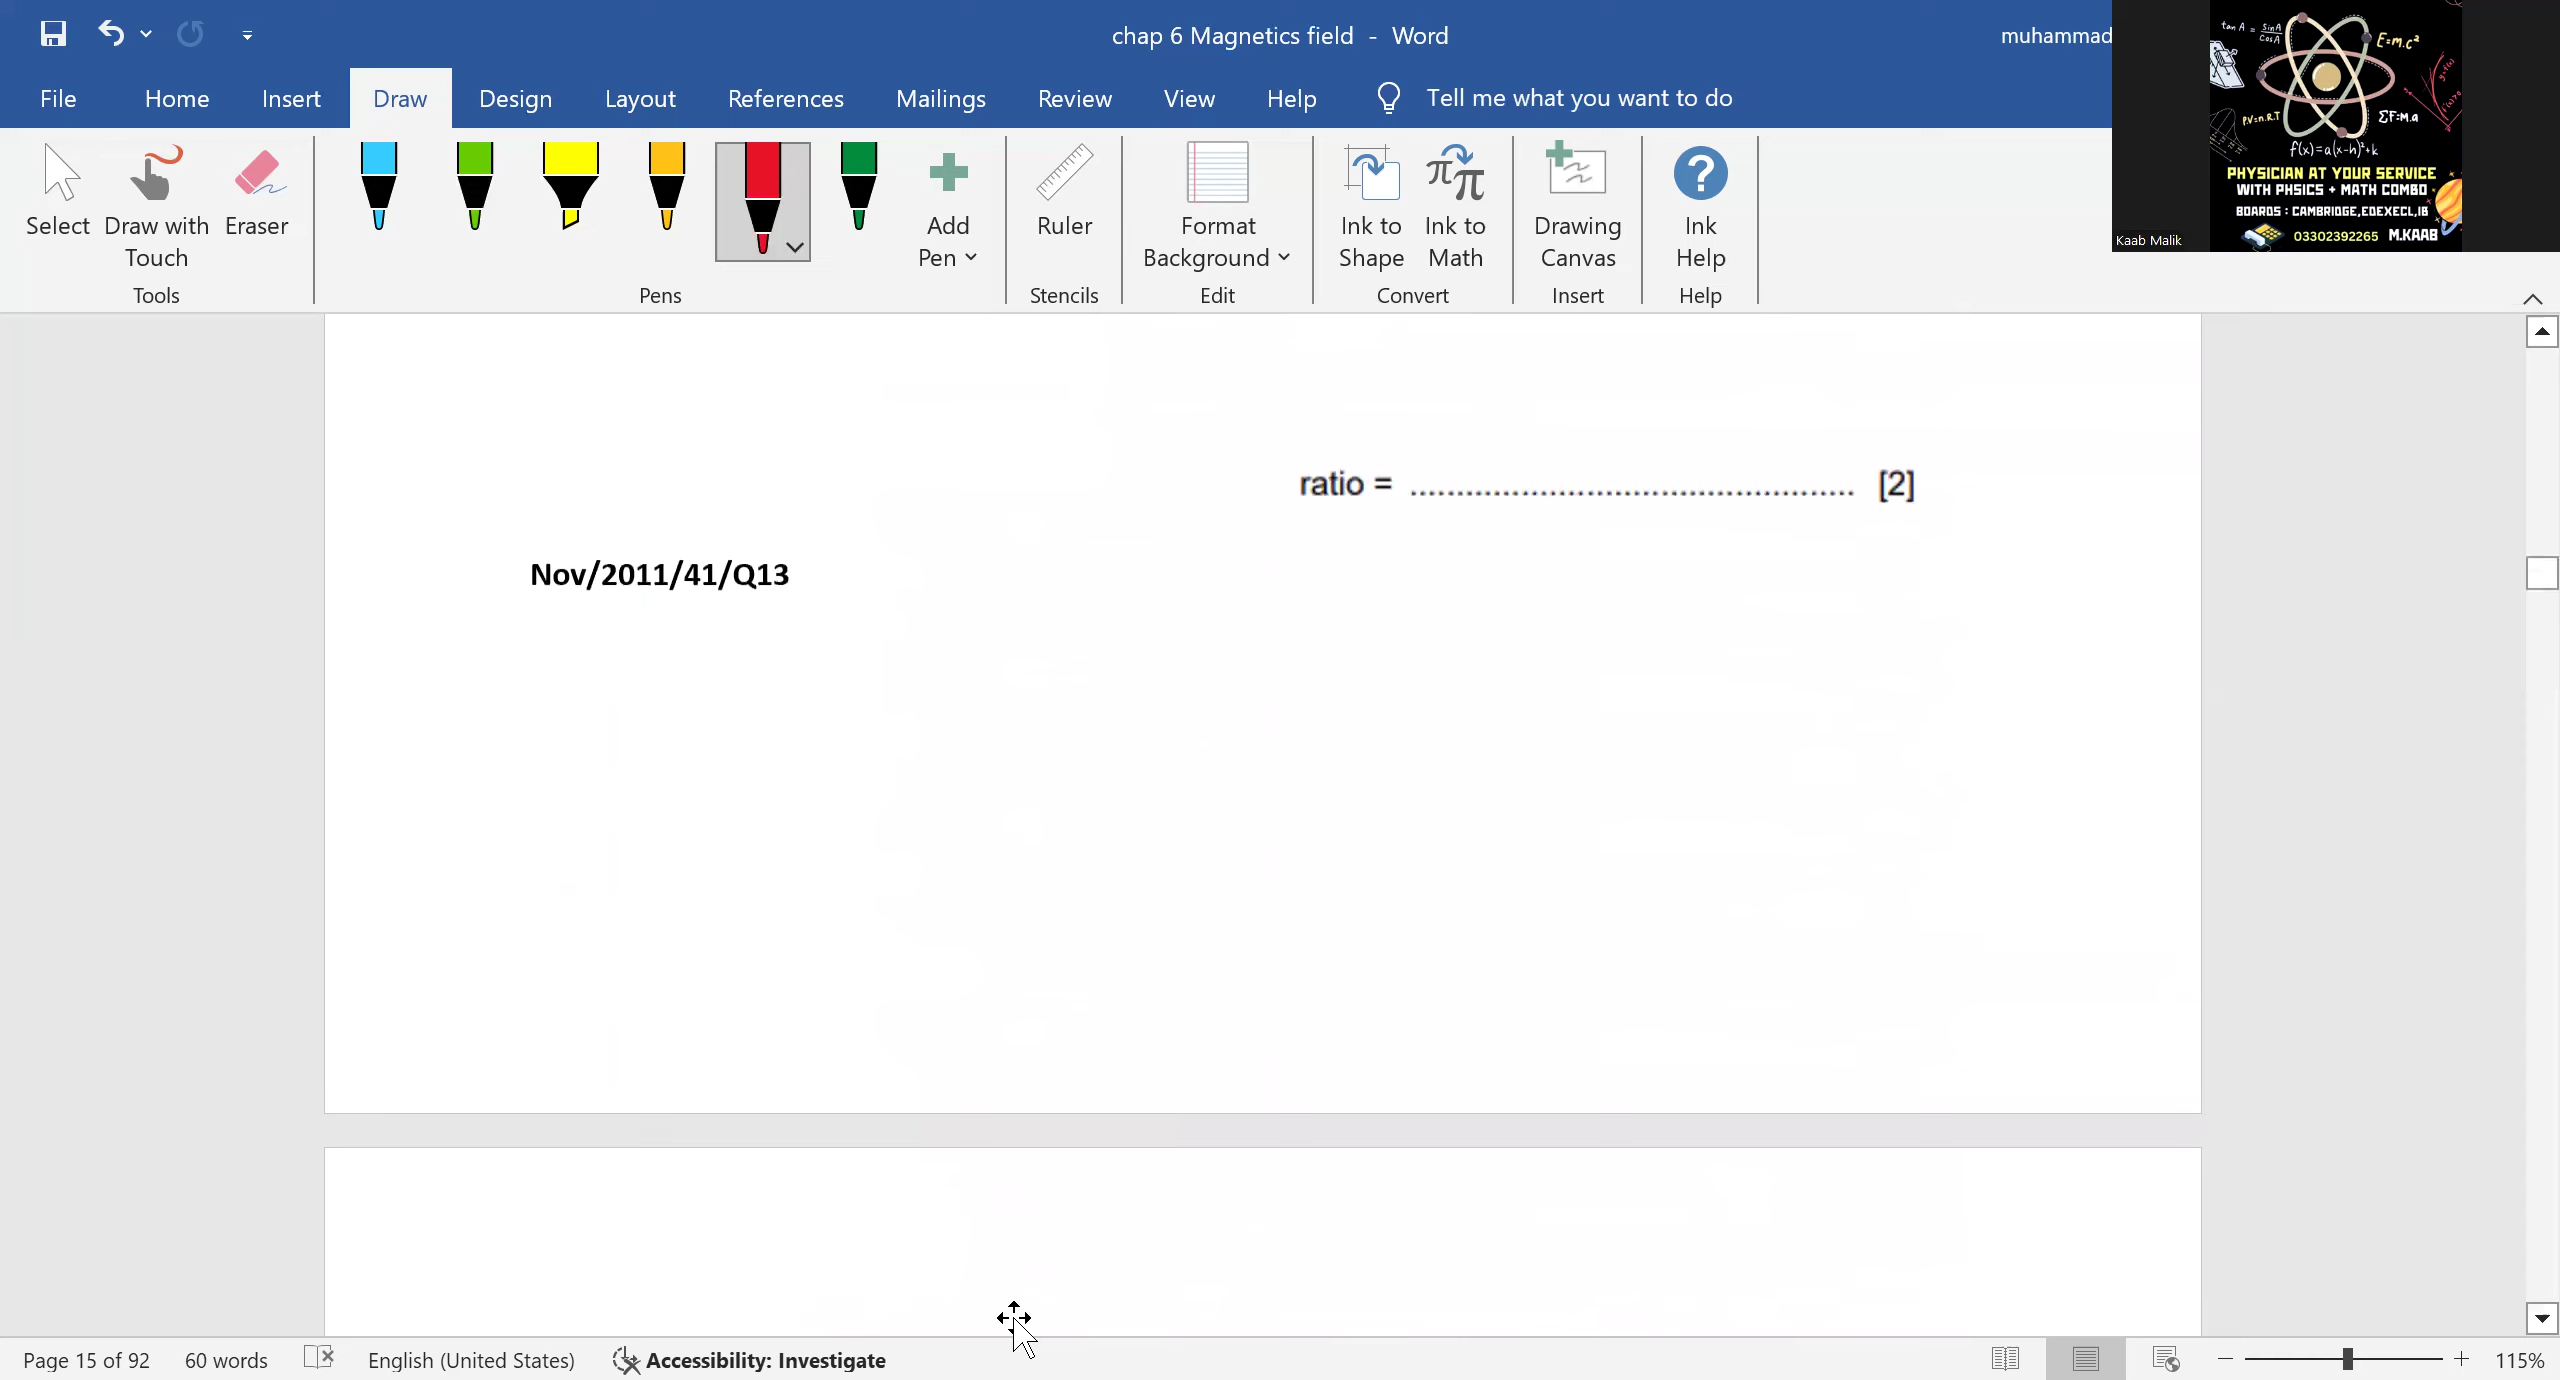 chap 6 Magnetics field - Word
muhammad
File Home Insert Draw Design Layout References Mailings Review View Help Tell me what you want to do
Select Draw with Touch Eraser
Tools
Add Pen
Pens
Ruler
Stencils
Format Background
Edit
Ink to Shape Ink to Math
Convert
Drawing Canvas
Insert
Ink Help
Help
tan A = SinA / CosA
E=m.c²
P.V=n.R.T
ΣF=M.a
f(x)=a(x-h)²+k
PHYSICIAN AT YOUR SERVICE
WITH PHSICS + MATH COMBO
BOARDS : CAMBRIDGE,EDEXECL,IB
03302392265 M.KAAB
Kaab Malik
ratio = ................................................ [2]
Nov/2011/41/Q13
Page 15 of 92 60 words English (United States) Accessibility: Investigate 115%